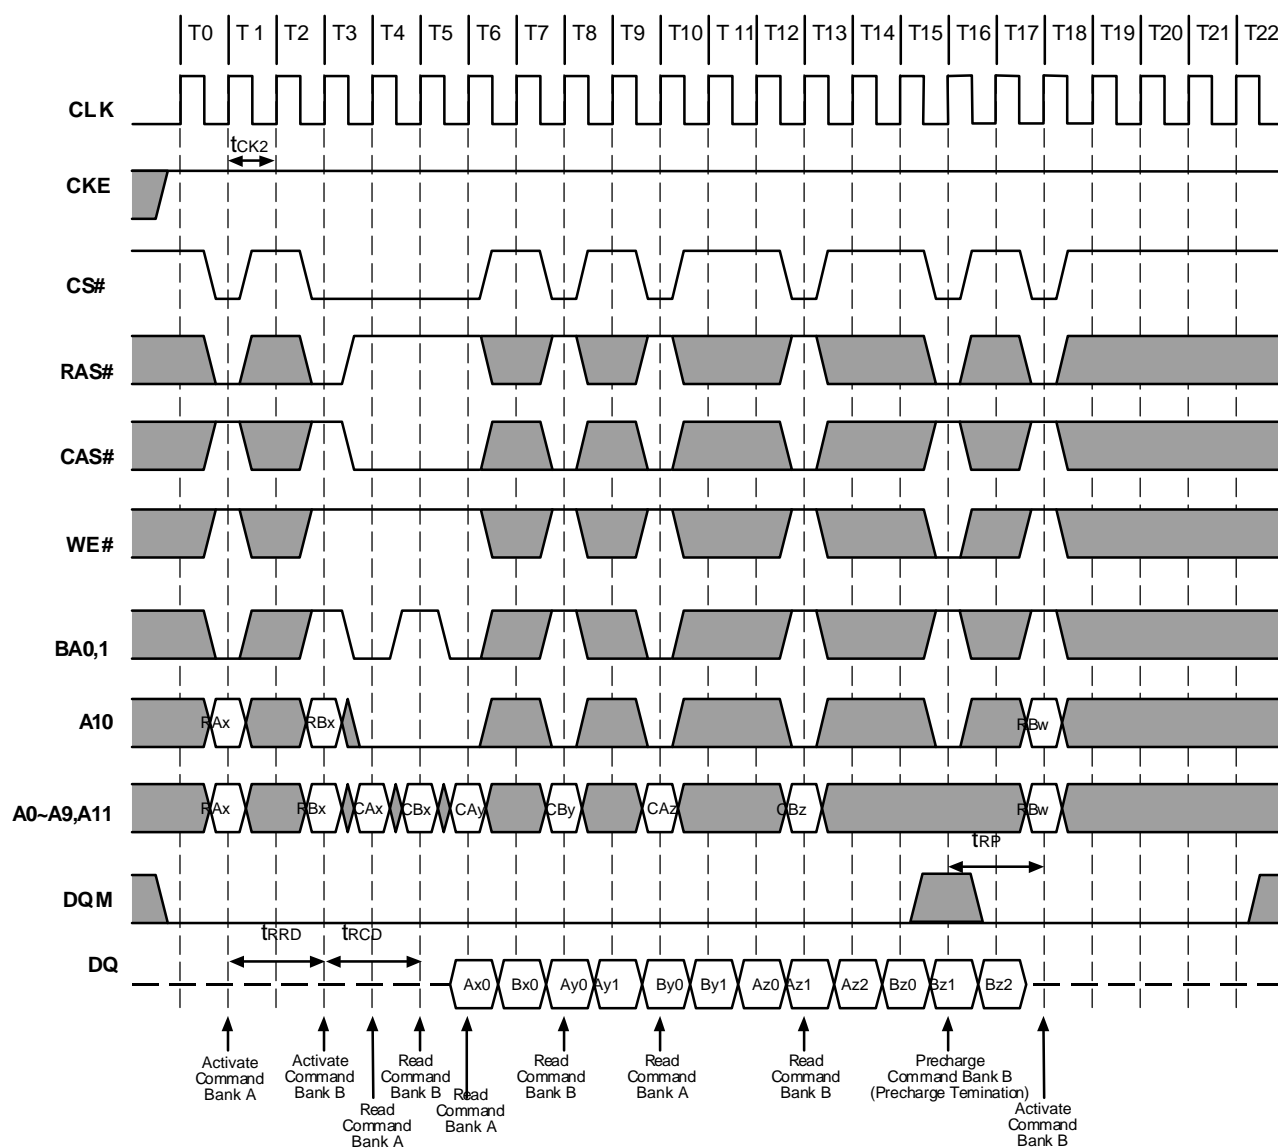 T0 T 1 T2 T3 T4 T5 T6 T7 T8 T9 T10 T 11 T12 T13 T14 T15 T16 T17 T18 T19 T20 T21 T22
CLK
tCK2
CKE
CS#
RAS#
CAS#
WE#
BA0,1
A10
RAx RBx RBw
A0~A9,A11
RAx RBx CAx CBx CAy CBy CAz CBz RBw
tRP
DQM
tRRD tRCD
DQ
Ax0 Bx0 Ay0 Ay1 By0 By1 Az0 Az1 Az2 Bz0 Bz1 Bz2
Activate
Command
Bank A
Activate
Command
Bank B
Read
Command
Bank A
Read
Command
Bank B
Read
Command
Bank A
Read
Command
Bank B
Read
Command
Bank A
Read
Command
Bank B
Precharge
Command Bank B
(Precharge Temination)
Activate
Command
Bank B